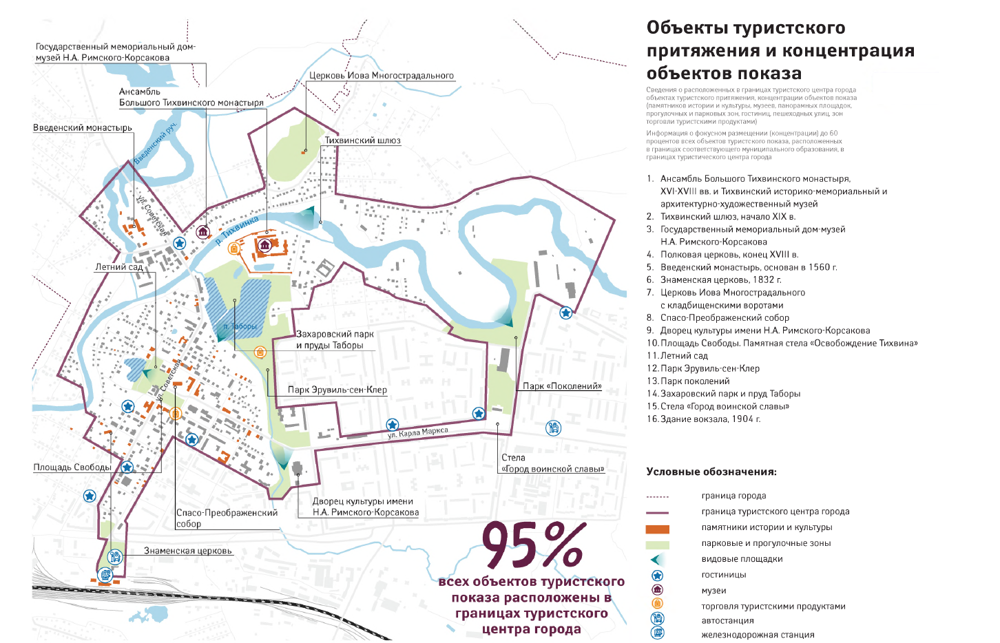 Объекты туристского
притяжения и концентрация
объектов показа
Сведения о расположенных в границах туристского центра города
объектах туристского притяжения, концентрации объектов показа
(памятников истории и культуры, музеев, панорамных площадок,
прогулочных и парковых зон, гостиниц, пешеходных улиц, зон
торговли туристскими продуктами)
Информация о фокусном размещении (концентрации) до 60
процентов всех объектов туристского показа, расположенных
в границах соответствующего муниципального образования, в
границах туристического центра города
1. Ансамбль Большого Тихвинского монастыря,
XVI-XVIII вв. и Тихвинский историко-мемориальный и
архитектурно-художественный музей
2. Тихвинский шлюз, начало XIX в.
3. Государственный мемориальный дом-музей
Н.А. Римского-Корсакова
4. Полковая церковь, конец XVIII в.
5. Введенский монастырь, основан в 1560 г.
6. Знаменская церковь, 1832 г.
7. Церковь Иова Многострадального
с кладбищенскими воротами
8. Спасо-Преображенский собор
9. Дворец культуры имени Н.А. Римского-Корсакова
10. Площадь Свободы. Памятная стела «Освобождение Тихвина»
11. Летний сад
12. Парк Эрувиль-сен-Клер
13. Парк поколений
14. Захаровский парк и пруд Таборы
15. Стела «Город воинской славы»
16. Здание вокзала, 1904 г.
Условные обозначения:
граница города
граница туристского центра города
памятники истории и культуры
парковые и прогулочные зоны
видовые площадки
гостиницы
музеи
торговля туристскими продуктами
автостанция
железнодорожная станция
Государственный мемориальный дом-
музей Н.А. Римского-Корсакова
Церковь Иова Многострадального
Ансамбль
Большого Тихвинского монастыря
Введенский монастырь
Тихвинский шлюз
Введенский руч.
ул. Советская
р. Тихвинка
Летний сад
п. Таборы
Захаровский парк
и пруды Таборы
ул. Советская
Парк Эрувиль-сен-Клер
Парк «Поколений»
ул. Карла Маркса
Площадь Свободы
Стела
«Город воинской славы»
Дворец культуры имени
Н.А. Римского-Корсакова
Спасо-Преображенский
собор
Знаменская церковь
95%
всех объектов туристского
показа расположены в
границах туристского
центра города